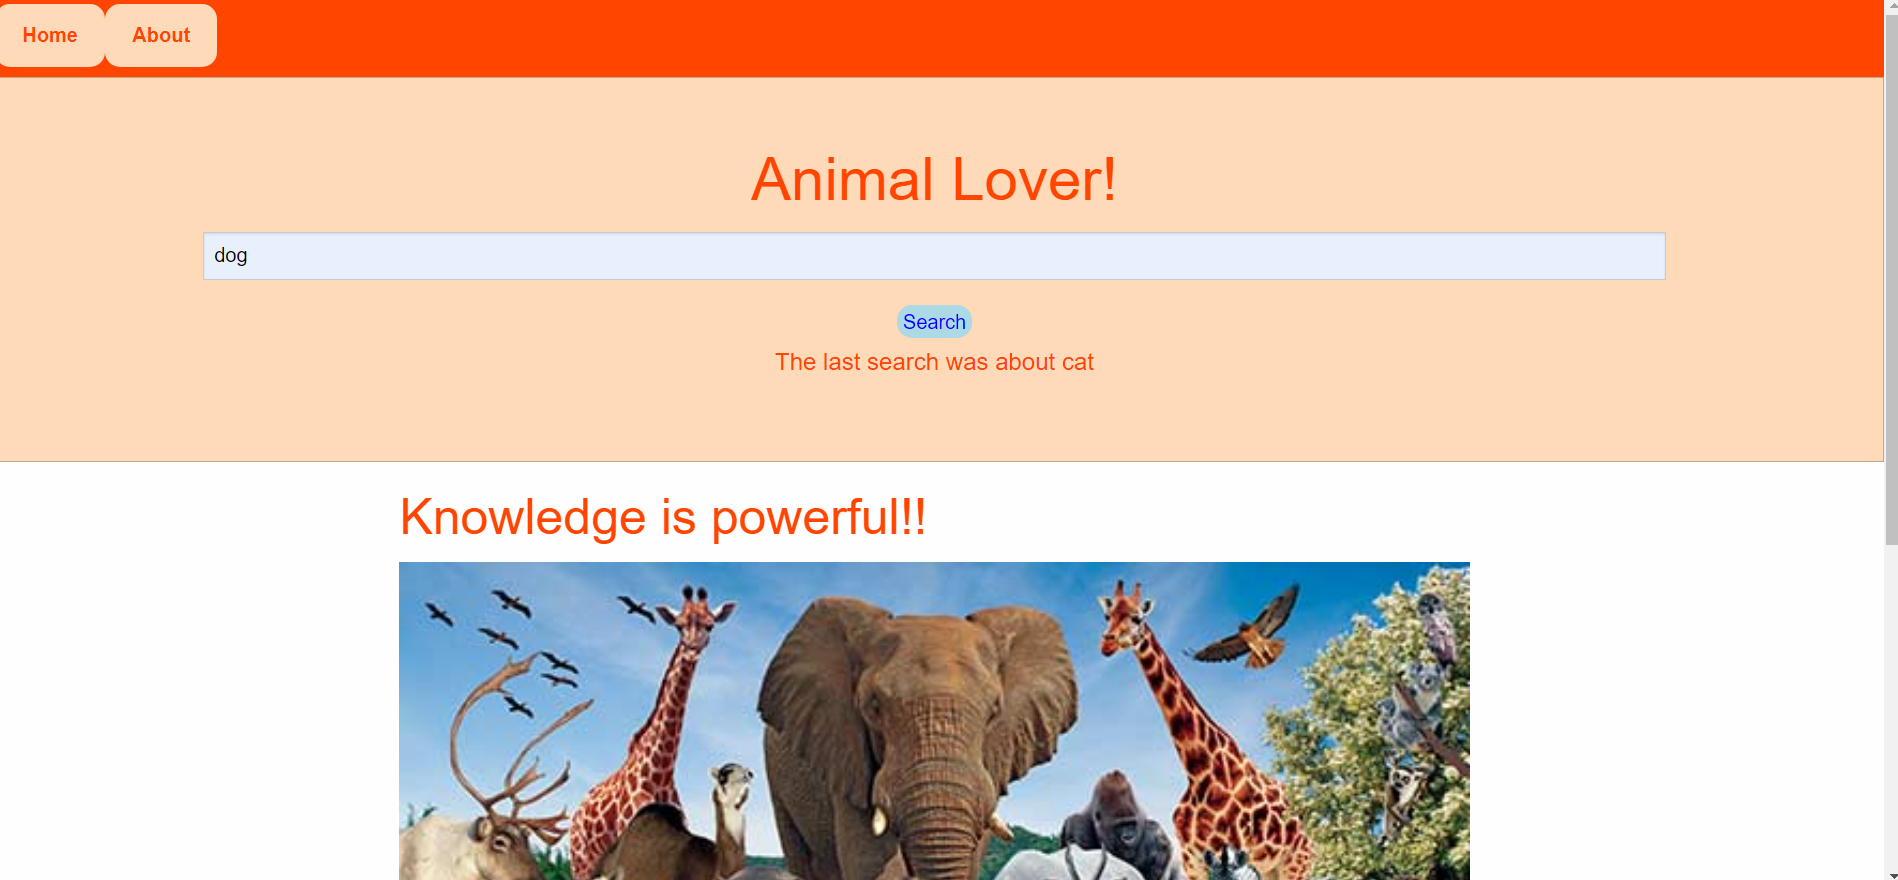 Home About
Animal Lover!
dog
Search
The last search was about cat
Knowledge is powerful!!